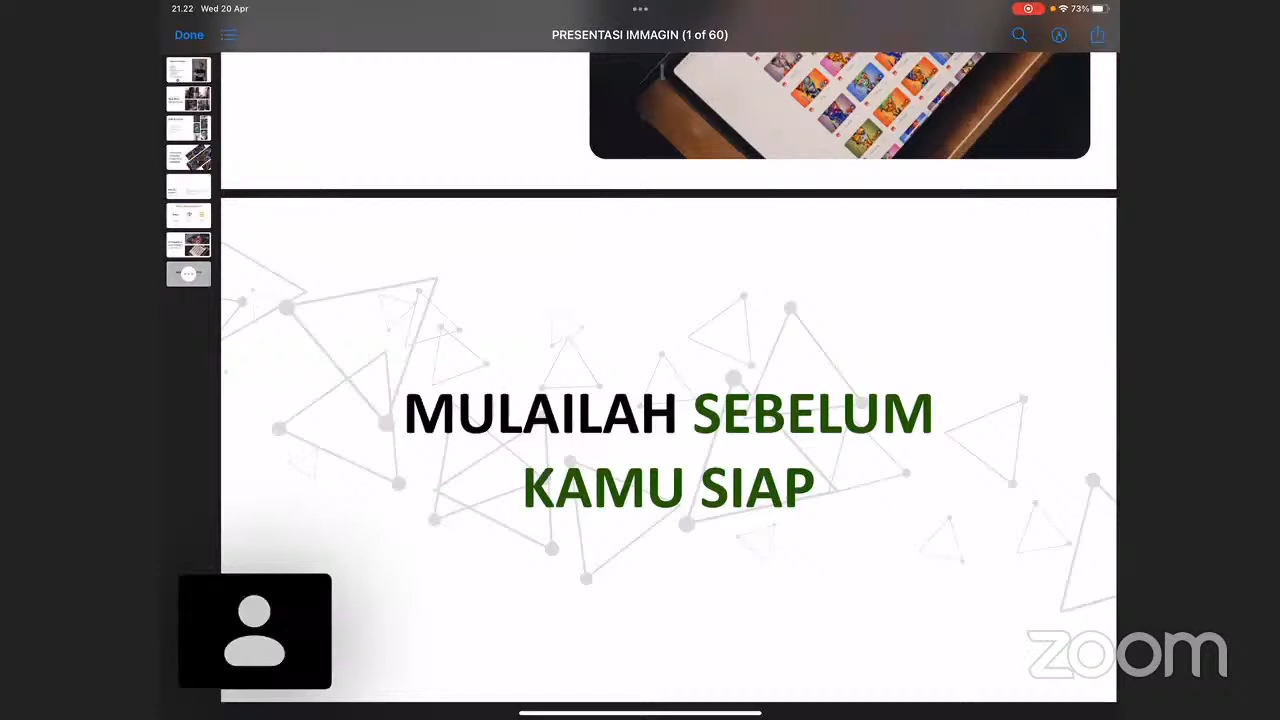 21.22 Wed 20 Apr
73%
Done
PRESENTASI IMMAGIN (1 of 60)
MULAILAH SEBELUM
KAMU SIAP
zoom